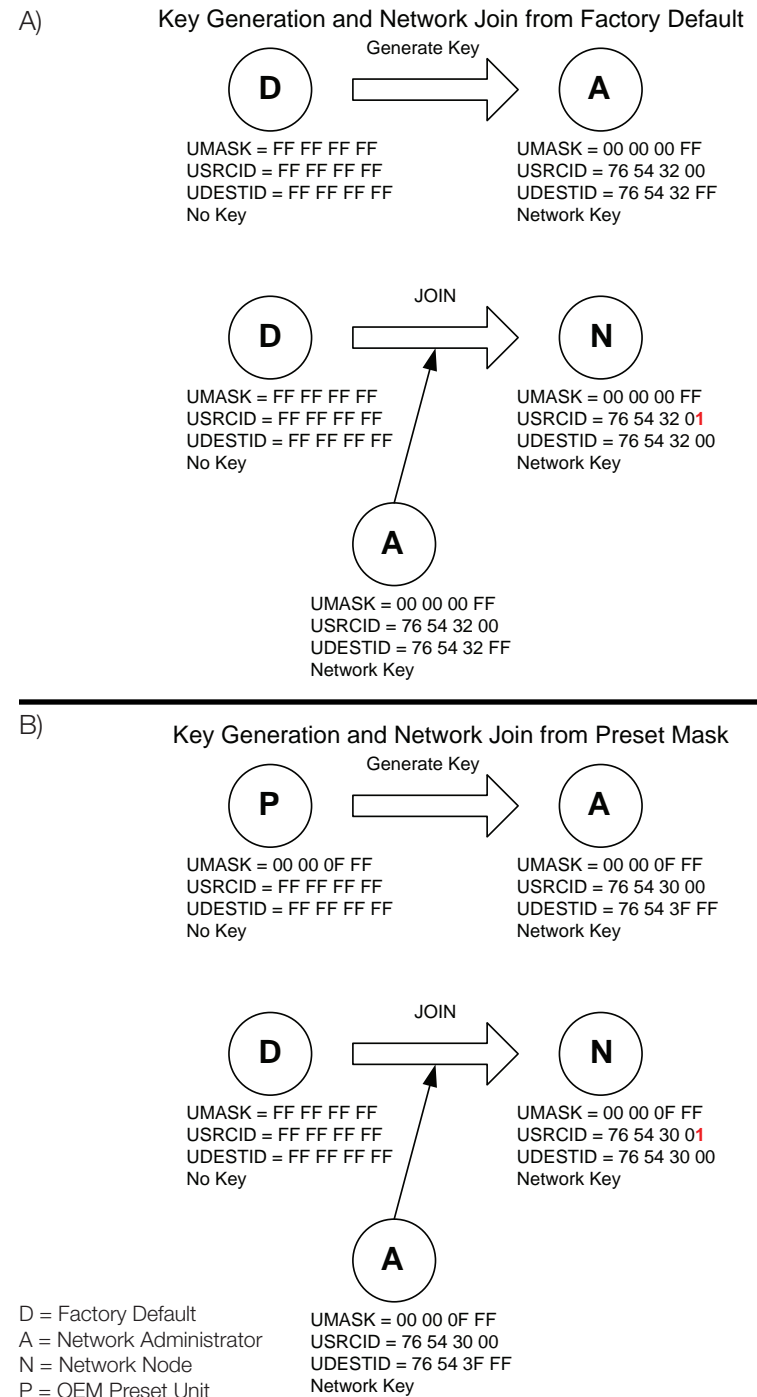 A)
Key Generation and Network Join from Factory Default
Generate Key
D
A
UMASK = FF FF FF FF
USRCID = FF FF FF FF
UDESTID = FF FF FF FF
No Key
UMASK = 00 00 00 FF
USRCID = 76 54 32 00
UDESTID = 76 54 32 FF
Network Key
JOIN
D
N
UMASK = FF FF FF FF
USRCID = FF FF FF FF
UDESTID = FF FF FF FF
No Key
UMASK = 00 00 00 FF
USRCID = 76 54 32 01
UDESTID = 76 54 32 00
Network Key
A
UMASK = 00 00 00 FF
USRCID = 76 54 32 00
UDESTID = 76 54 32 FF
Network Key
B)
Key Generation and Network Join from Preset Mask
Generate Key
P
A
UMASK = 00 00 0F FF
USRCID = FF FF FF FF
UDESTID = FF FF FF FF
No Key
UMASK = 00 00 0F FF
USRCID = 76 54 30 00
UDESTID = 76 54 3F FF
Network Key
JOIN
D
N
UMASK = FF FF FF FF
USRCID = FF FF FF FF
UDESTID = FF FF FF FF
No Key
UMASK = 00 00 0F FF
USRCID = 76 54 30 01
UDESTID = 76 54 30 00
Network Key
A
UMASK = 00 00 0F FF
USRCID = 76 54 30 00
UDESTID = 76 54 3F FF
Network Key
D = Factory Default
A = Network Administrator
N = Network Node
P = OEM Preset Unit